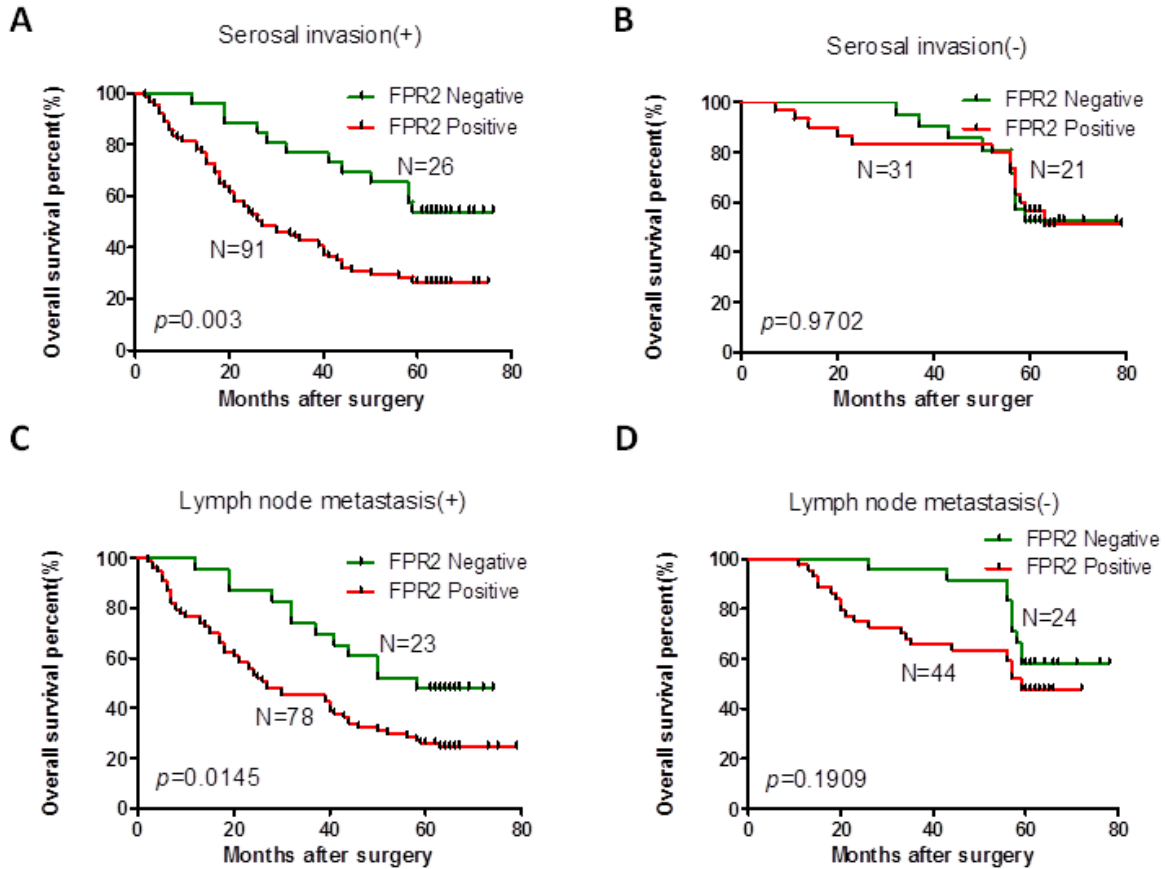 A
Serosal invasion(+)
Overall survival percent(%)
100
80
60
40
20
0
FPR2 Negative
FPR2 Positive
N=26
N=91
p=0.003
0 20 40 60 80
Months after surgery
B
Serosal invasion(-)
Overall survival percent(%)
100
80
60
40
20
0
FPR2 Negative
FPR2 Positive
N=31
N=21
p=0.9702
0 20 40 60 80
Months after surger
C
Lymph node metastasis(+)
Overall survival percent(%)
100
80
60
40
20
0
FPR2 Negative
FPR2 Positive
N=23
N=78
p=0.0145
0 20 40 60 80
Months after surgery
D
Lymph node metastasis(-)
Overall survival percent(%)
100
80
60
40
20
0
FPR2 Negative
FPR2 Positive
N=24
N=44
p=0.1909
0 20 40 60 80
Months after surgery